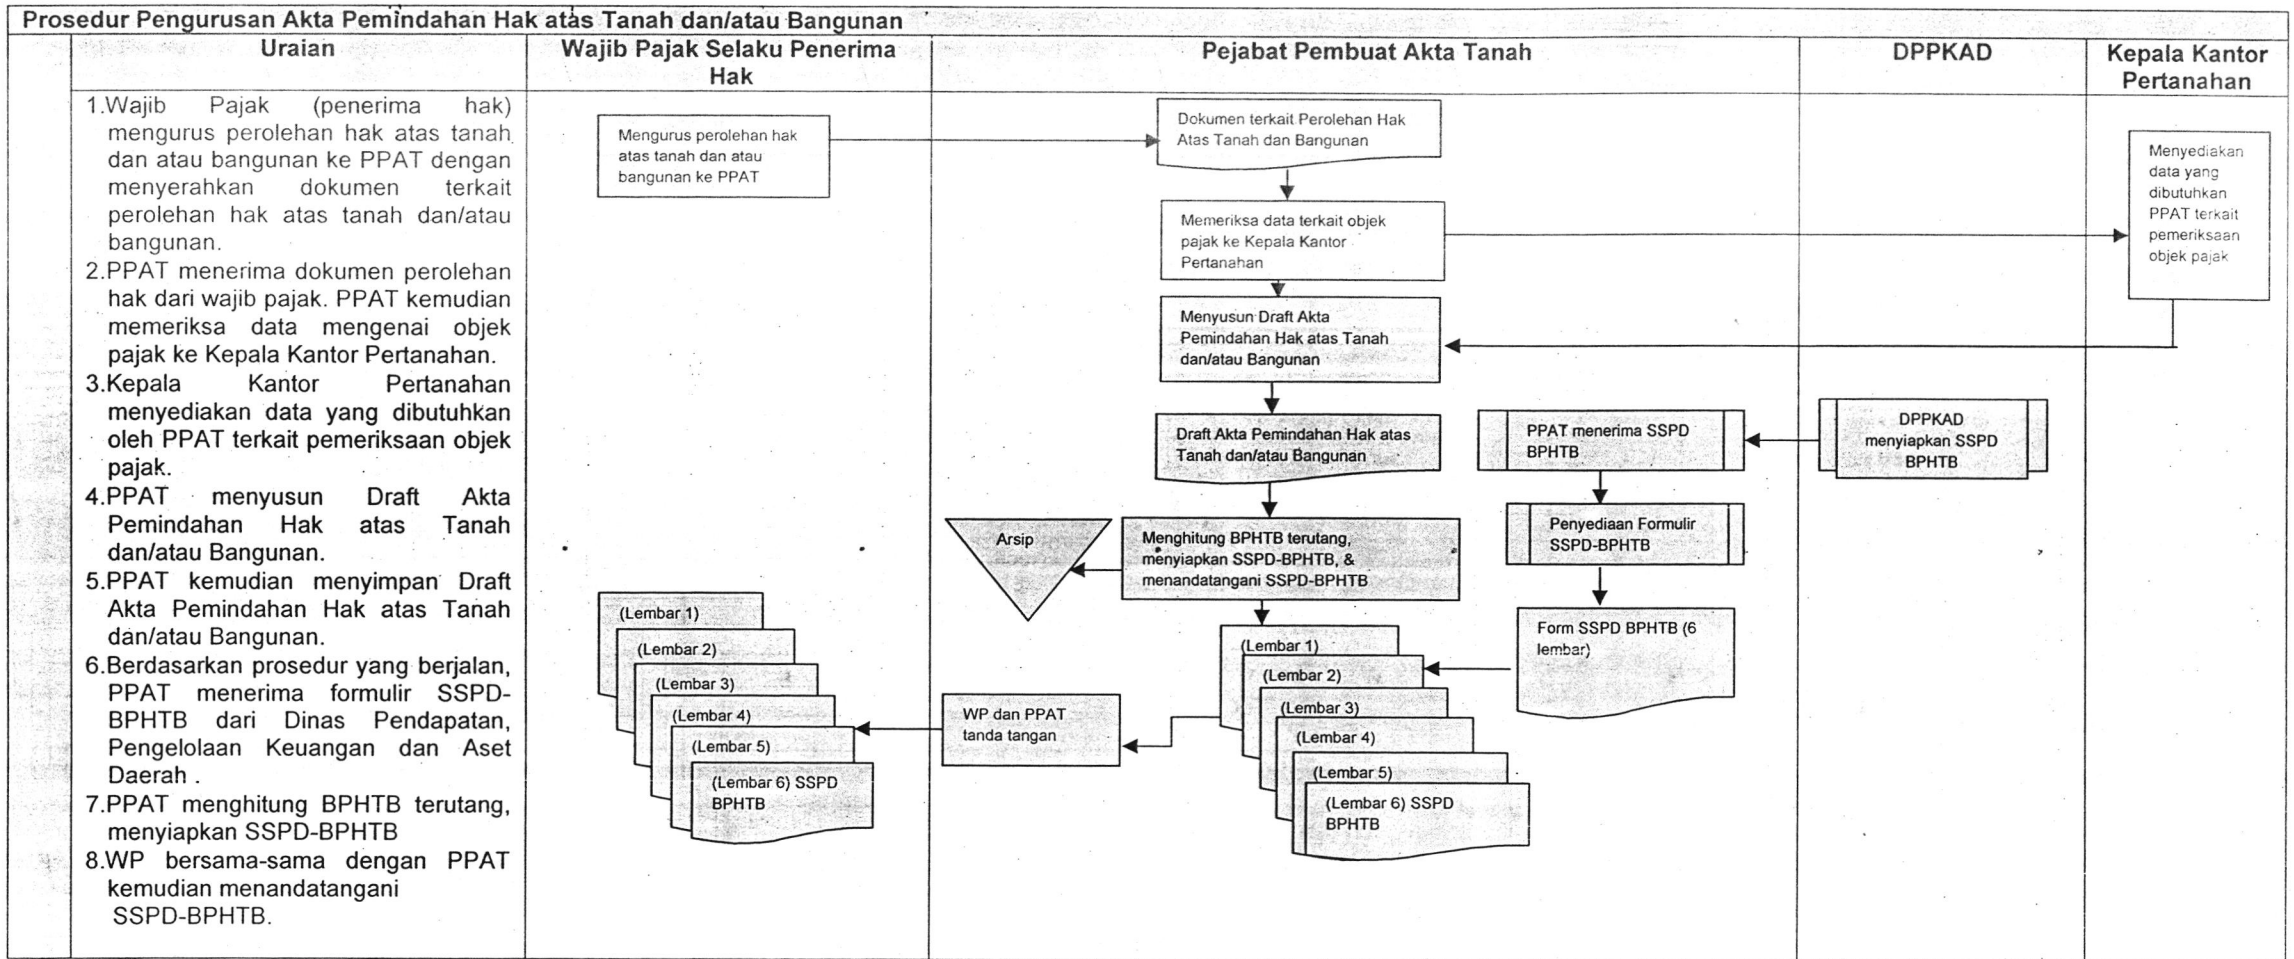 Prosedur Pengurusan Akta Pemindahan Hak atas Tanah dan/atau Bangunan
Uraian
Wajib Pajak Selaku Penerima
Hak
Pejabat Pembuat Akta Tanah
DPPKAD
Kepala Kantor
Pertanahan
1.Wajib Pajak (penerima hak)
mengurus perolehan hak atas tanah
dan atau bangunan ke PPAT dengan
menyerahkan dokumen terkait
perolehan hak atas tanah dan/atau
bangunan.
2.PPAT menerima dokumen perolehan
hak dari wajib pajak. PPAT kemudian
memeriksa data mengenai objek
pajak ke Kepala Kantor Pertanahan.
3.Kepala Kantor Pertanahan
menyediakan data yang dibutuhkan
oleh PPAT terkait pemeriksaan objek
pajak.
4.PPAT menyusun Draft Akta
Pemindahan Hak atas Tanah
dan/atau Bangunan.
5.PPAT kemudian menyimpan Draft
Akta Pemindahan Hak atas Tanah
dan/atau Bangunan.
6.Berdasarkan prosedur yang berjalan,
PPAT menerima formulir SSPD-
BPHTB dari Dinas Pendapatan,
Pengelolaan Keuangan dan Aset
Daerah .
7.PPAT menghitung BPHTB terutang,
menyiapkan SSPD-BPHTB
8.WP bersama-sama dengan PPAT
kemudian menandatangani
SSPD-BPHTB.
Mengurus perolehan hak
atas tanah dan atau
bangunan ke PPAT
(Lembar 1)
(Lembar 2)
(Lembar 3)
(Lembar 4)
(Lembar 5)
(Lembar 6) SSPD
BPHTB
Dokumen terkait Perolehan Hak
Atas Tanah dan Bangunan
Memeriksa data terkait objek
pajak ke Kepala Kantor
Pertanahan
Menyusun Draft Akta
Pemindahan Hak atas Tanah
dan/atau Bangunan
Draft Akta Pemindahan Hak atas
Tanah dan/atau Bangunan
Arsip
Menghitung BPHTB terutang,
menyiapkan SSPD-BPHTB, &
menandatangani SSPD-BPHTB
(Lembar 1)
(Lembar 2)
(Lembar 3)
(Lembar 4)
(Lembar 5)
(Lembar 6) SSPD
BPHTB
WP dan PPAT
tanda tangan
PPAT menerima SSPD
BPHTB
Penyediaan Formulir
SSPD-BPHTB
Form SSPD BPHTB (6
lembar)
DPPKAD
menyiapkan SSPD
BPHTB
Menyediakan
data yang
dibutuhkan
PPAT terkait
pemeriksaan
objek pajak